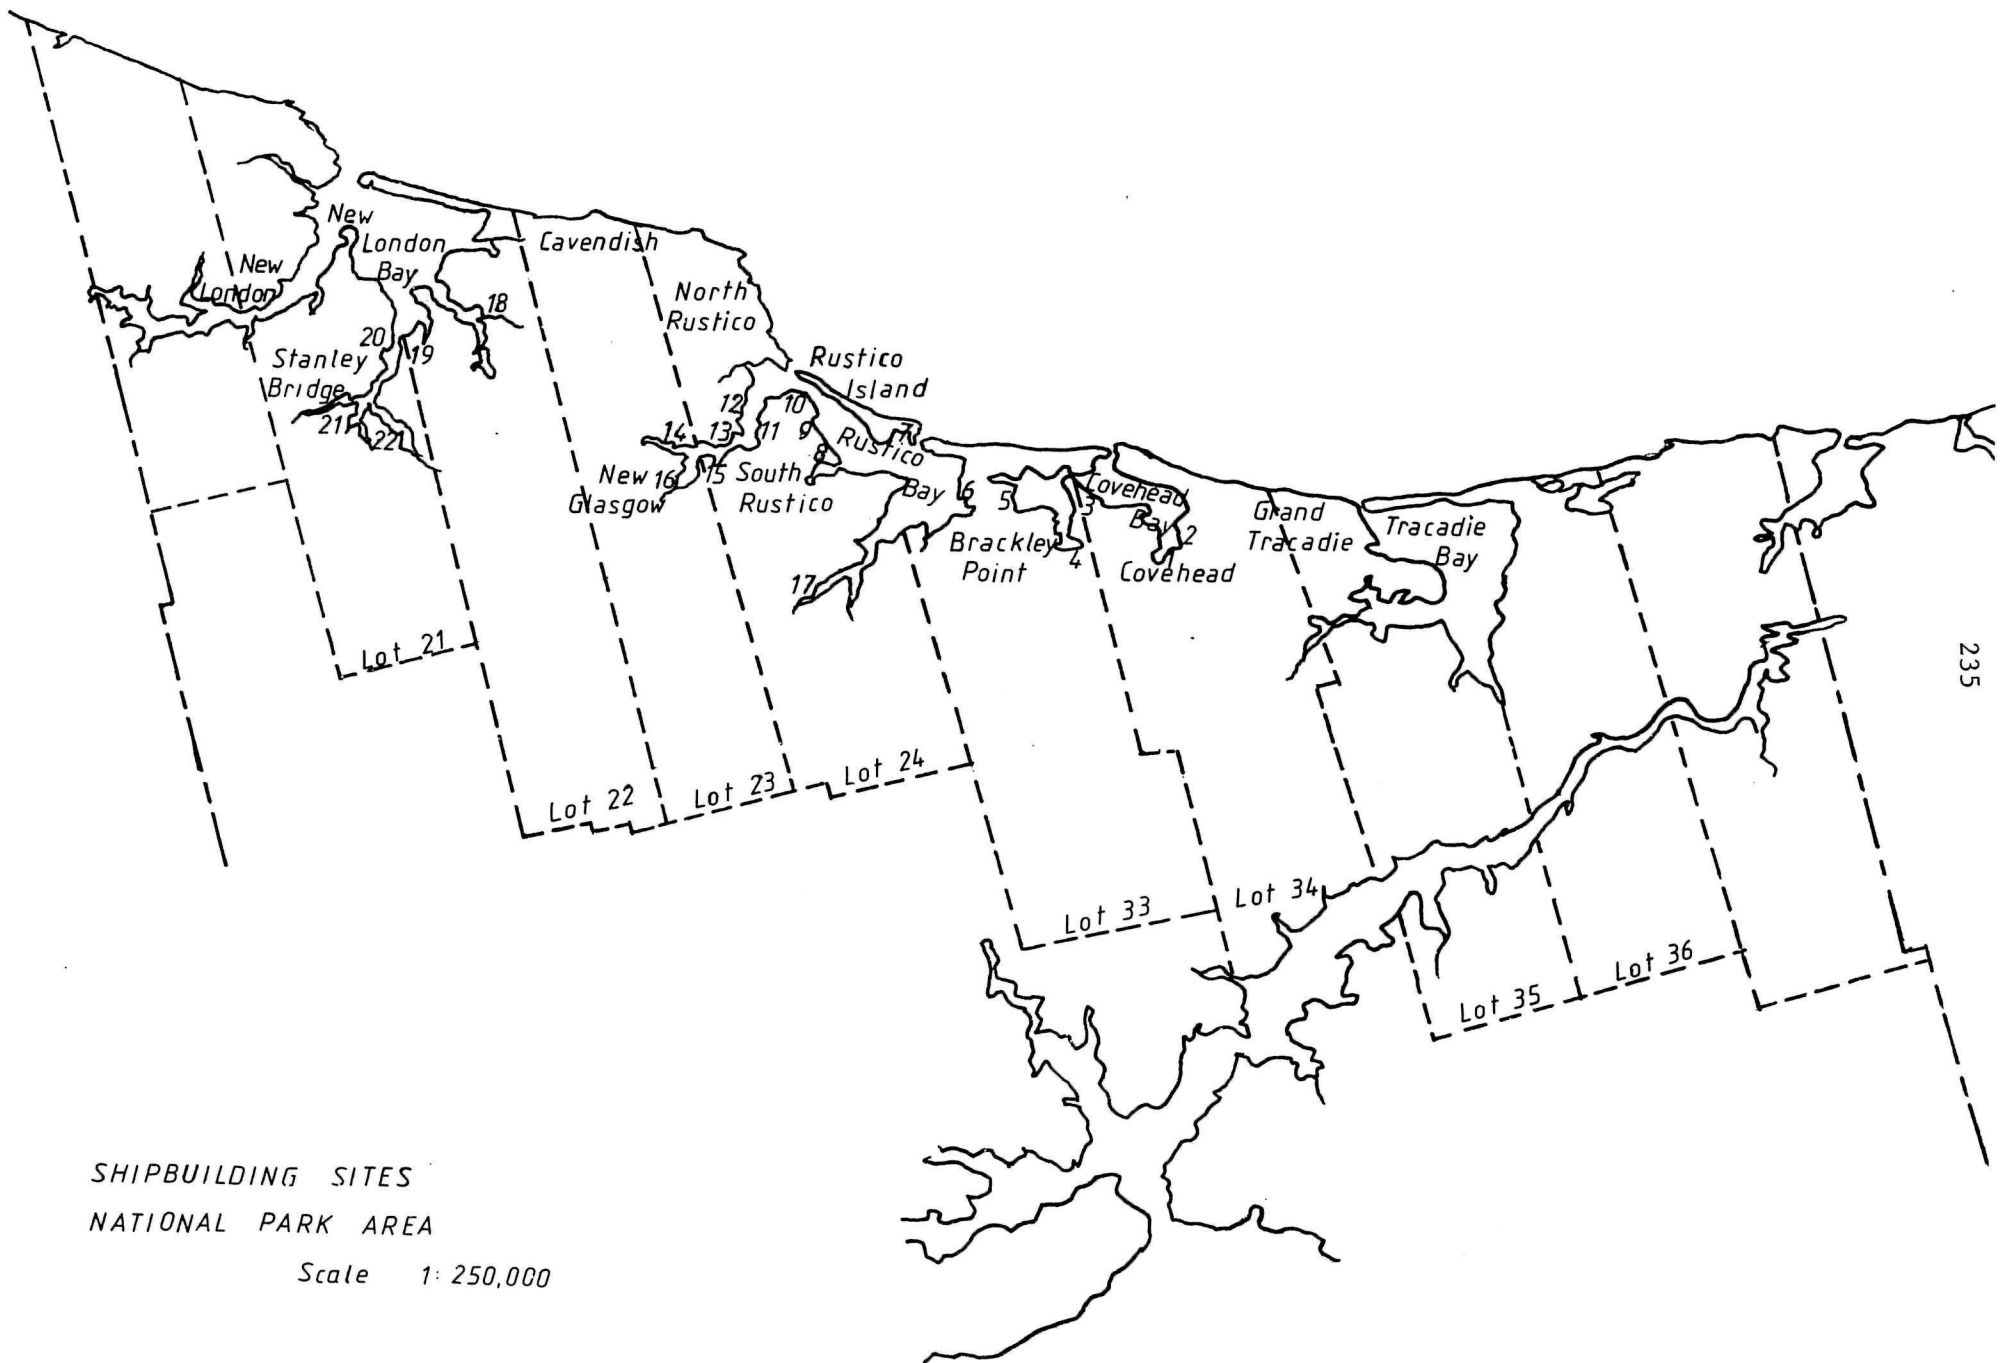 New
London
Bay
Cavendish
New
London
18
North
Rustico
20
19
Stanley
Bridge
21
22
Rustico
Island
12
10
14
13
11
9
7
Rustico
8
New
16
15
South
Glasgow
Rustico
Bay
6
5
Covehead
Bay
3
2
Grand
Tracadie
Tracadie
Bay
Brackley
Point
4
1
Covehead
17
235
Lot 21
Lot 22
Lot 23
Lot 24
Lot 33
Lot 34
Lot 35
Lot 36
SHIPBUILDING SITES
NATIONAL PARK AREA
Scale 1: 250,000